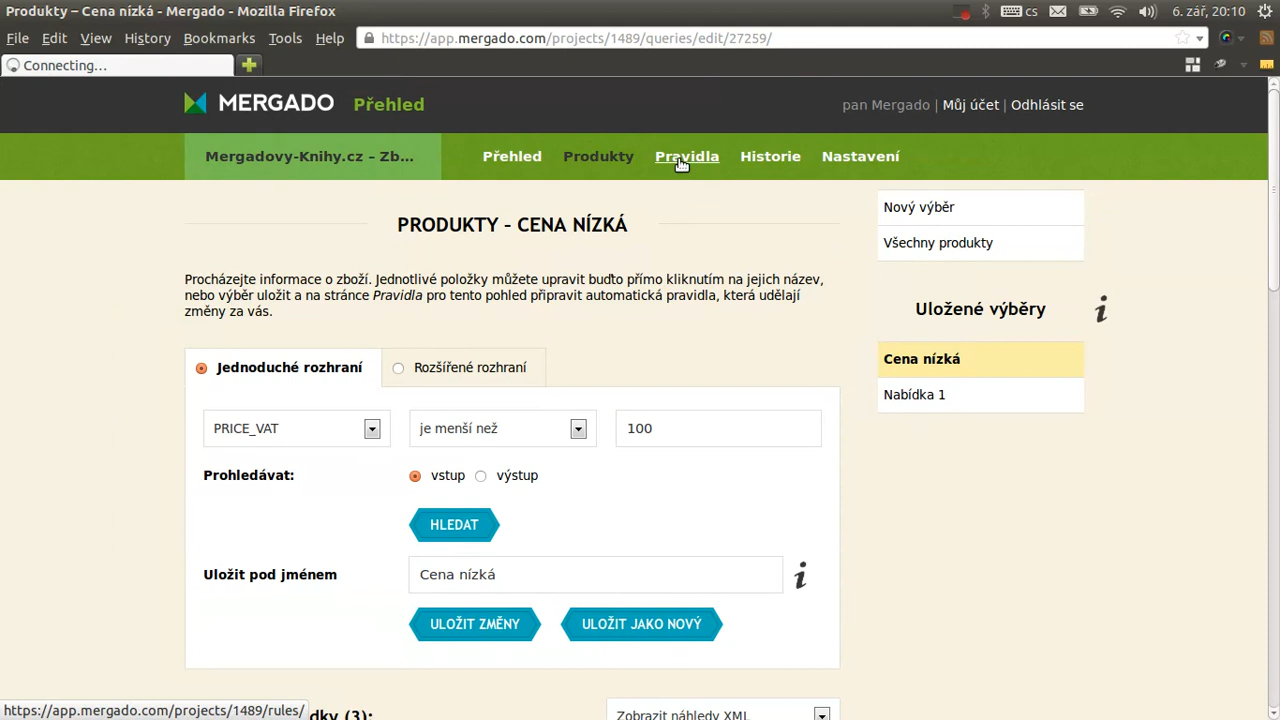 Produkty – Cena nízká - Mergado - Mozilla Firefox
cs
6. zář, 20:10
File Edit View History Bookmarks Tools Help
https://app.mergado.com/projects/1489/queries/edit/27259/
Connecting...
MERGADO Přehled
pan Mergado | Můj účet | Odhlásit se
Mergadovy-Knihy.cz – Zb...
Přehled Produkty Pravidla Historie Nastavení
PRODUKTY – CENA NÍZKÁ
Procházejte informace o zboží. Jednotlivé položky můžete upravit buďto přímo kliknutím na jejich název,
nebo výběr uložit a na stránce Pravidla pro tento pohled připravit automatická pravidla, která udělají
změny za vás.
Jednoduché rozhraní
Rozšířené rozhraní
PRICE_VAT
je menší než
100
Prohledávat:
vstup
výstup
HLEDAT
Uložit pod jménem
Cena nízká
i
ULOŽIT ZMĚNY
ULOŽIT JAKO NOVÝ
Nový výběr
Všechny produkty
Uložené výběry
i
Cena nízká
Nabídka 1
(3):
Zobrazit náhledy XML
https://app.mergado.com/projects/1489/rules/